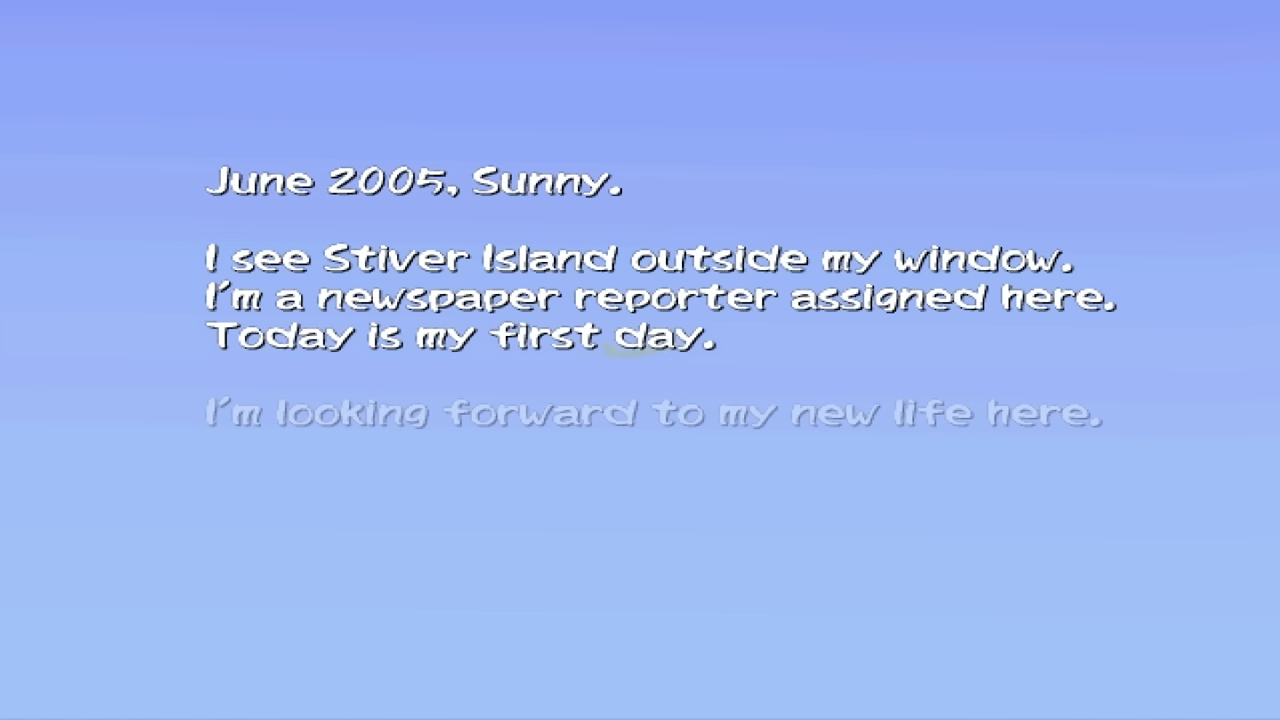 June 2005, Sunny.
I see Stiver Island outside my window.
I'm a newspaper reporter assigned here.
Today is my first day.
I'm looking forward to my new life here.